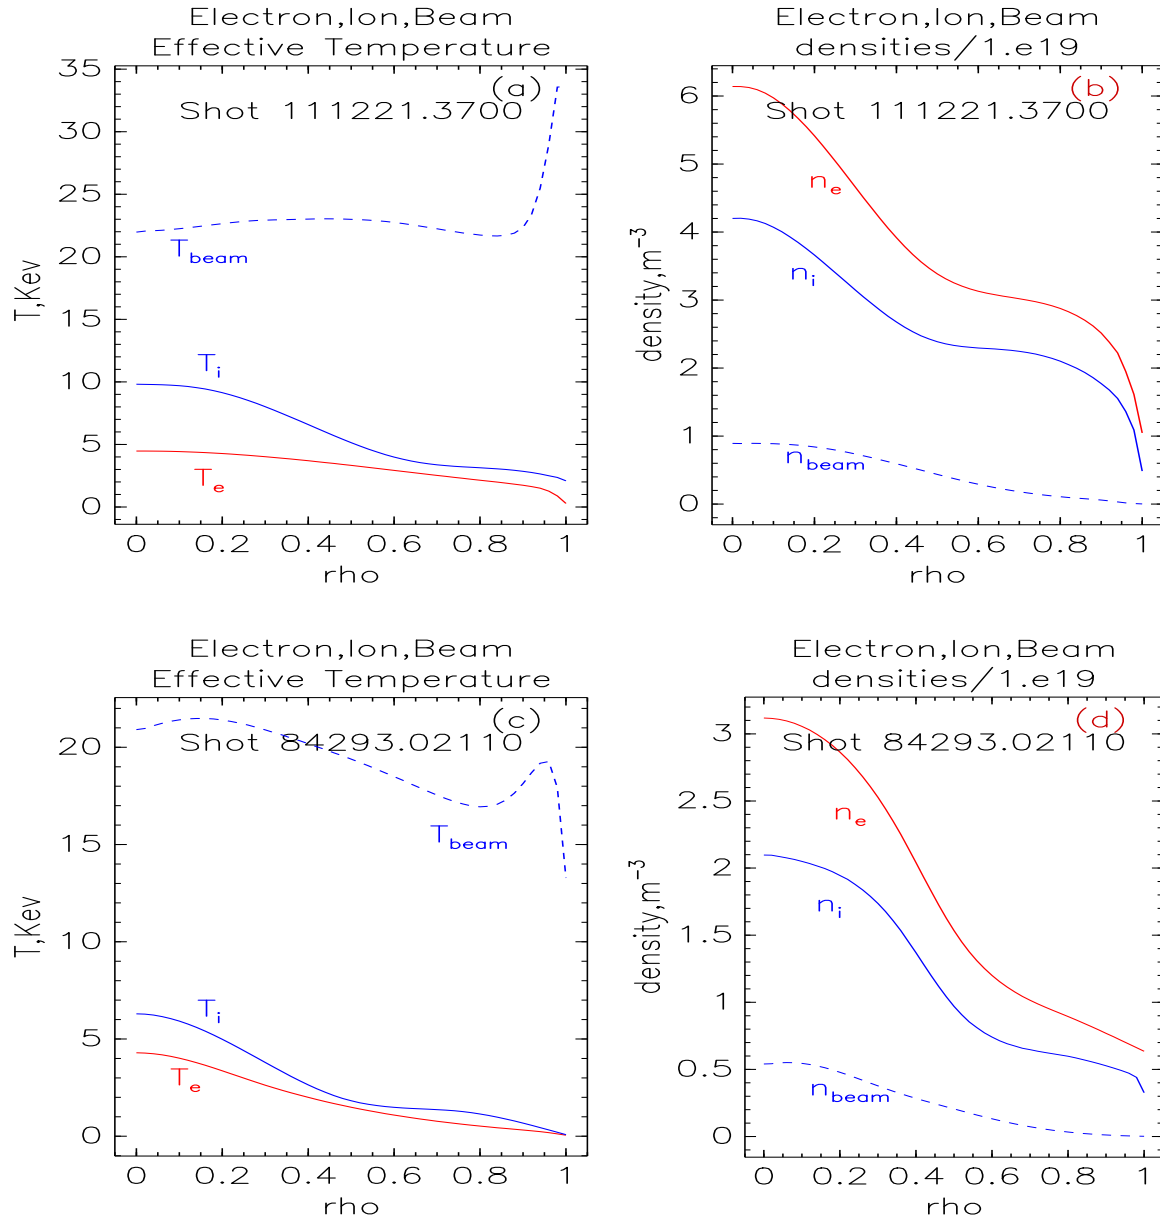 Electron,Ion,Beam
Effective Temperature
(a)
Shot 111221.3700
35
30
25
20
15
10
5
0
T,Kev
T_beam
T_i
T_e
0 0.2 0.4 0.6 0.8 1
rho
Electron,Ion,Beam
densities/1.e19
(b)
Shot 111221.3700
6
5
4
3
2
1
0
density,m⁻³
n_e
n_i
n_beam
0 0.2 0.4 0.6 0.8 1
rho
Electron,Ion,Beam
Effective Temperature
(c)
Shot 84293.02110
20
15
10
5
0
T,Kev
T_beam
T_i
T_e
0 0.2 0.4 0.6 0.8 1
rho
Electron,Ion,Beam
densities/1.e19
(d)
Shot 84293.02110
3
2.5
2
1.5
1
0.5
0
density,m⁻³
n_e
n_i
n_beam
0 0.2 0.4 0.6 0.8 1
rho